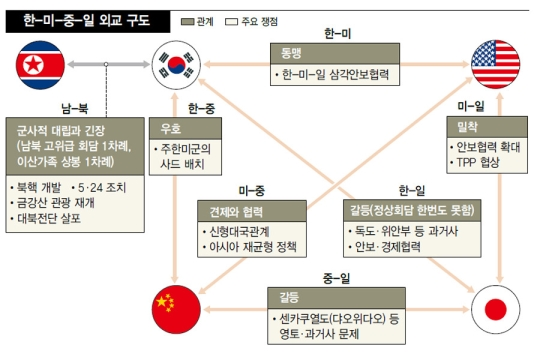 한-미-중-일 외교 구도
관계
주요 쟁점
한-미
동맹
• 한-미-일 삼각안보협력
남-북
군사적 대립과 긴장
(남북 고위급 회담 1차례,
이산가족 상봉 1차례)
• 북핵 개발 • 5·24 조치
• 금강산 관광 재개
• 대북전단 살포
한-중
우호
• 주한미군의
사드 배치
미-일
밀착
• 안보협력 확대
• TPP 협상
미-중
견제와 협력
• 신형대국관계
• 아시아 재균형 정책
한-일
갈등(정상회담 한번도 못함)
• 독도·위안부 등 과거사
• 안보·경제협력
중-일
갈등
• 센카쿠열도(댜오위다오) 등
영토·과거사 문제